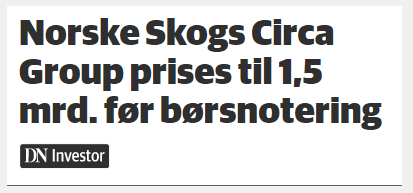 Norske Skogs Circa
Group prises til 1,5
mrd. før børsnotering
DN Investor